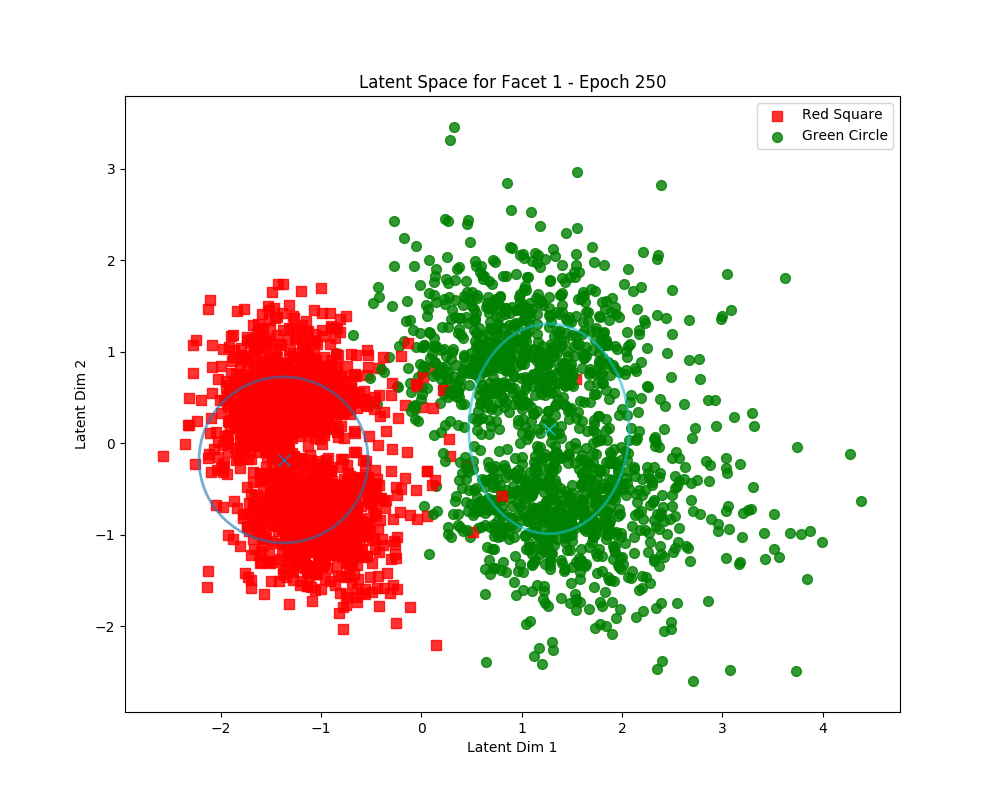 Latent Space for Facet 1 - Epoch 250
Red Square
Green Circle
3
2
1
0
−1
−2
Latent Dim 2
−2 −1 0 1 2 3 4
Latent Dim 1